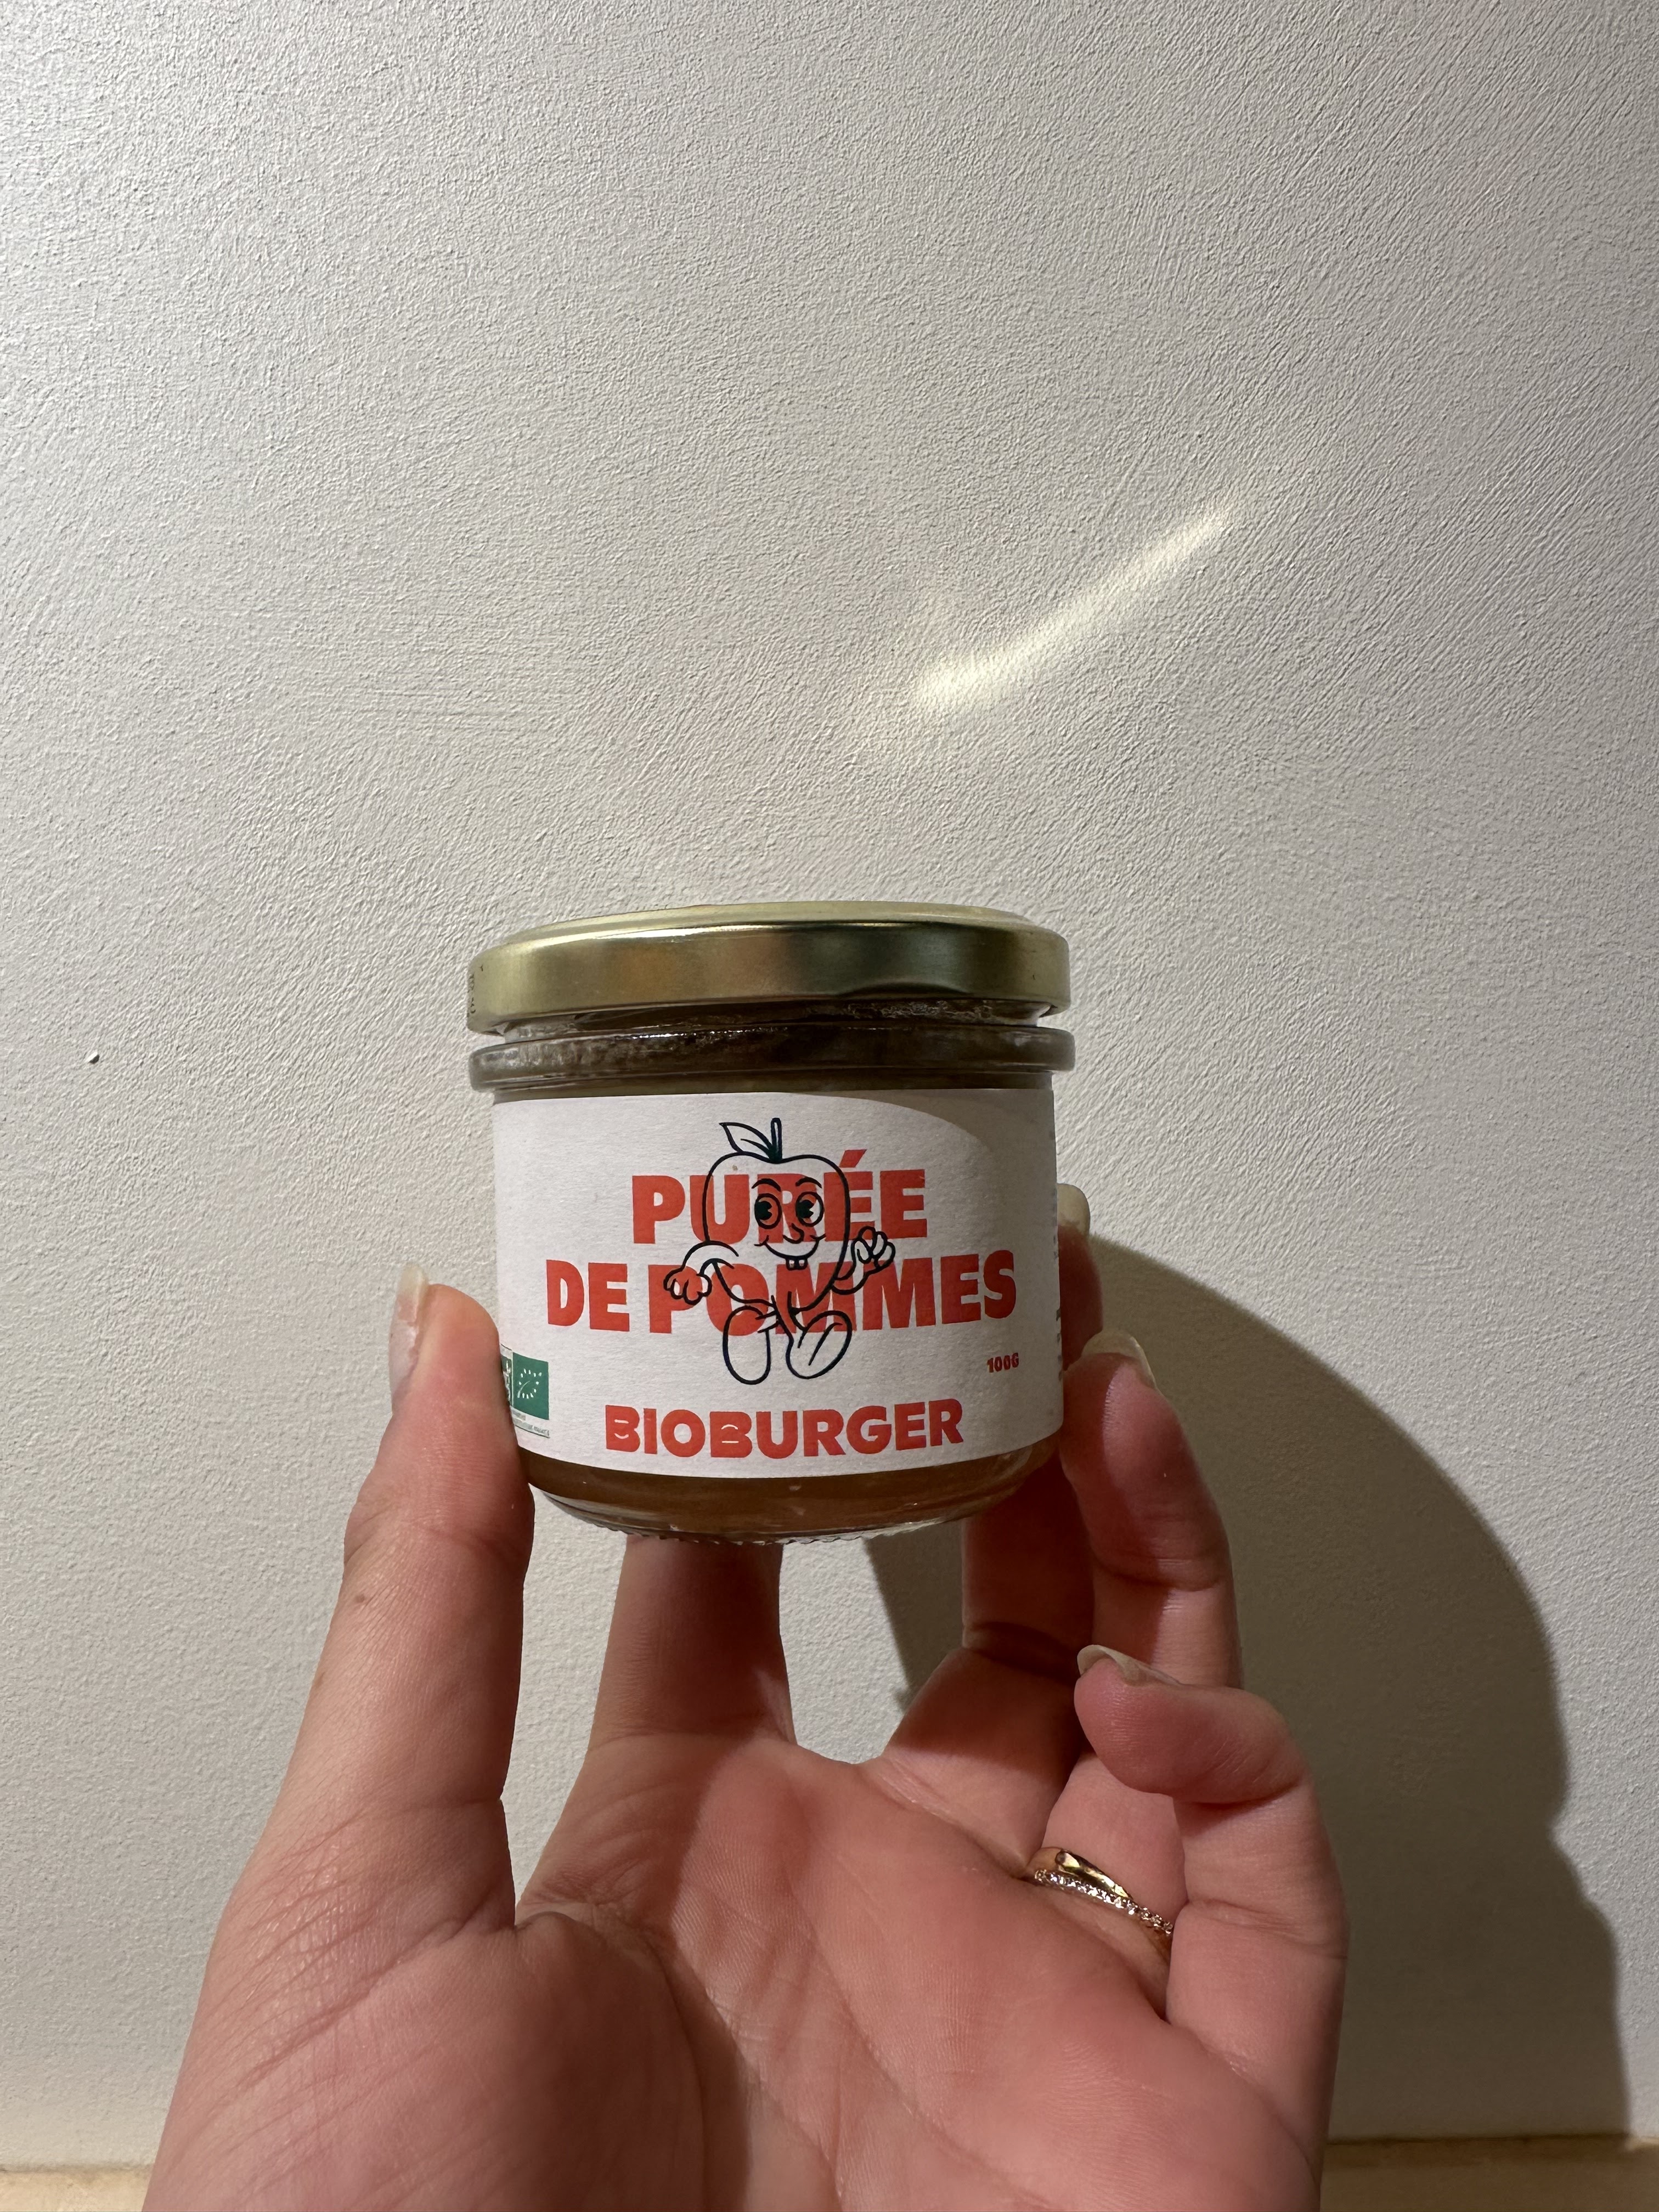 PURÉE
DE POMMES
100G
BIOBURGER